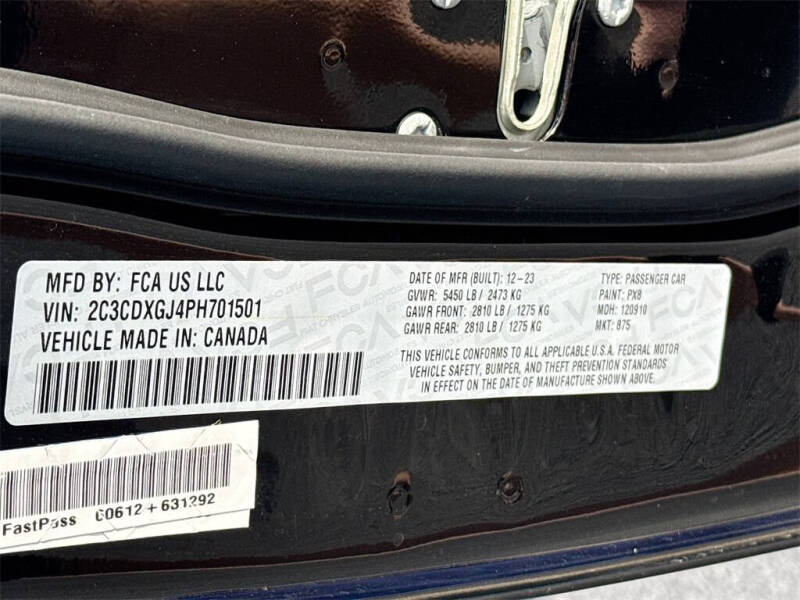 MFD BY: FCA US LLC
VIN: 2C3CDXGJ4PH701501
VEHICLE MADE IN: CANADA
DATE OF MFR (BUILT): 12-23
GVWR: 5450 LB / 2473 KG
GAWR FRONT: 2810 LB / 1275 KG
GAWR REAR: 2810 LB / 1275 KG
TYPE: PASSENGER CAR
PAINT: PX8
MDH: 120910
MKT: 875
THIS VEHICLE CONFORMS TO ALL APPLICABLE U.S.A. FEDERAL MOTOR
VEHICLE SAFETY, BUMPER, AND THEFT PREVENTION STANDARDS
IN EFFECT ON THE DATE OF MANUFACTURE SHOWN ABOVE.
FastPass 60612+631292